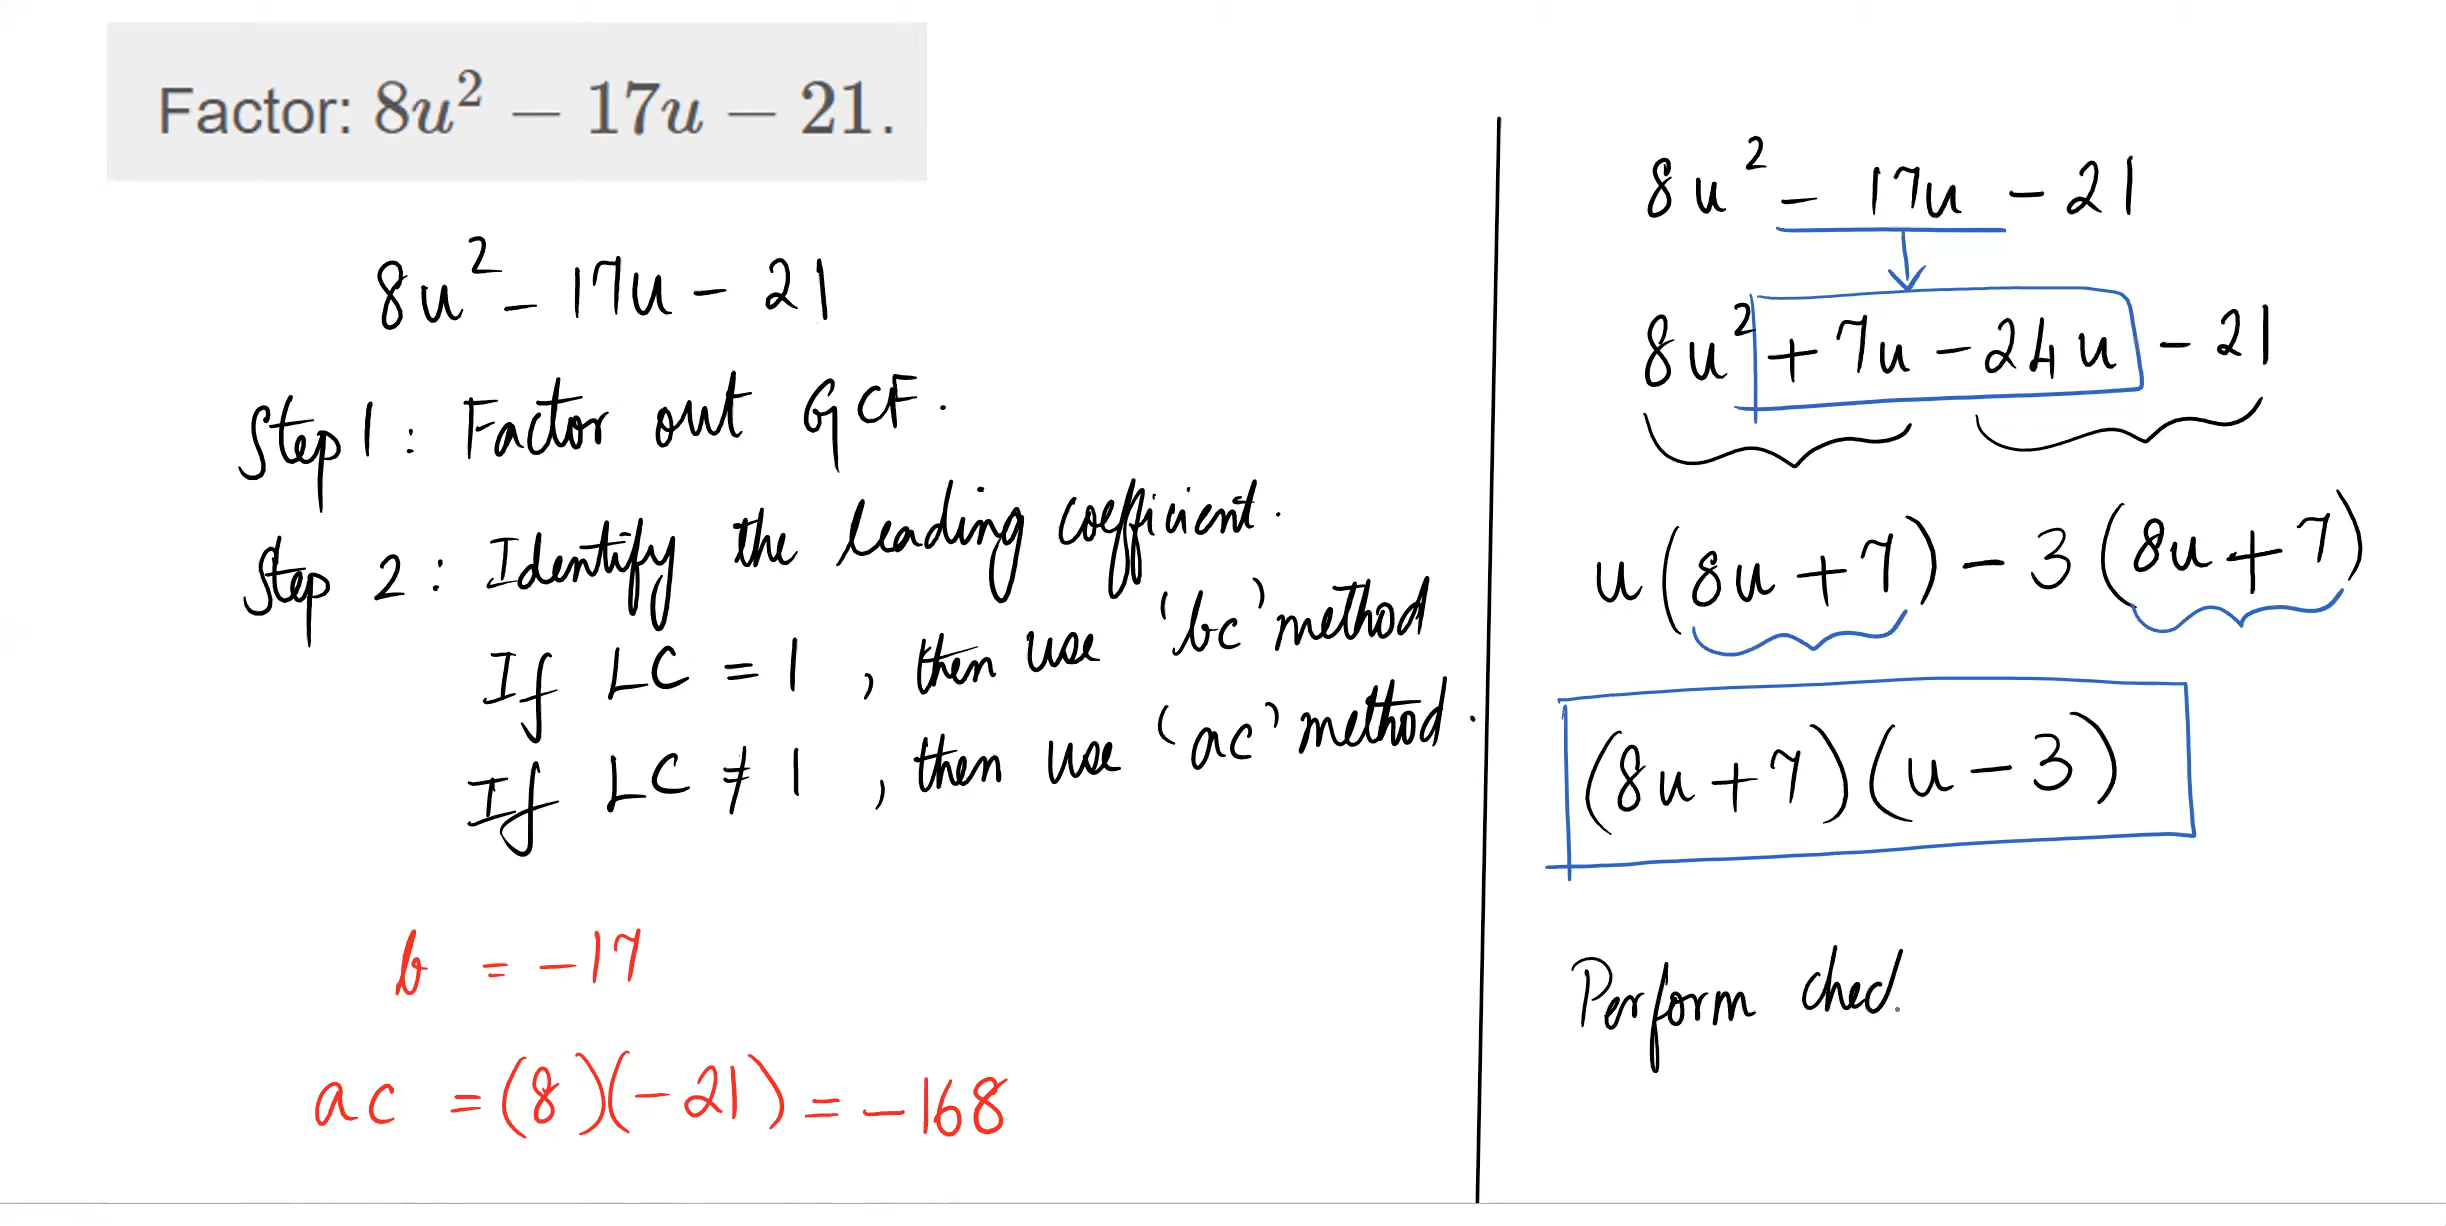 Factor: 8u² − 17u − 21.
8u² − 17u − 21
Step 1 : Factor out GCF.
Step 2 : Identify the leading coefficient.
If LC = 1 , then use 'bc' method
If LC ≠ 1 , then use 'ac' method.
b = −17
ac = (8)(−21) = −168
8u² − 17u − 21
8u² + 7u − 24u − 21
u(8u + 7) − 3(8u + 7)
(8u + 7)(u − 3)
Perform chec